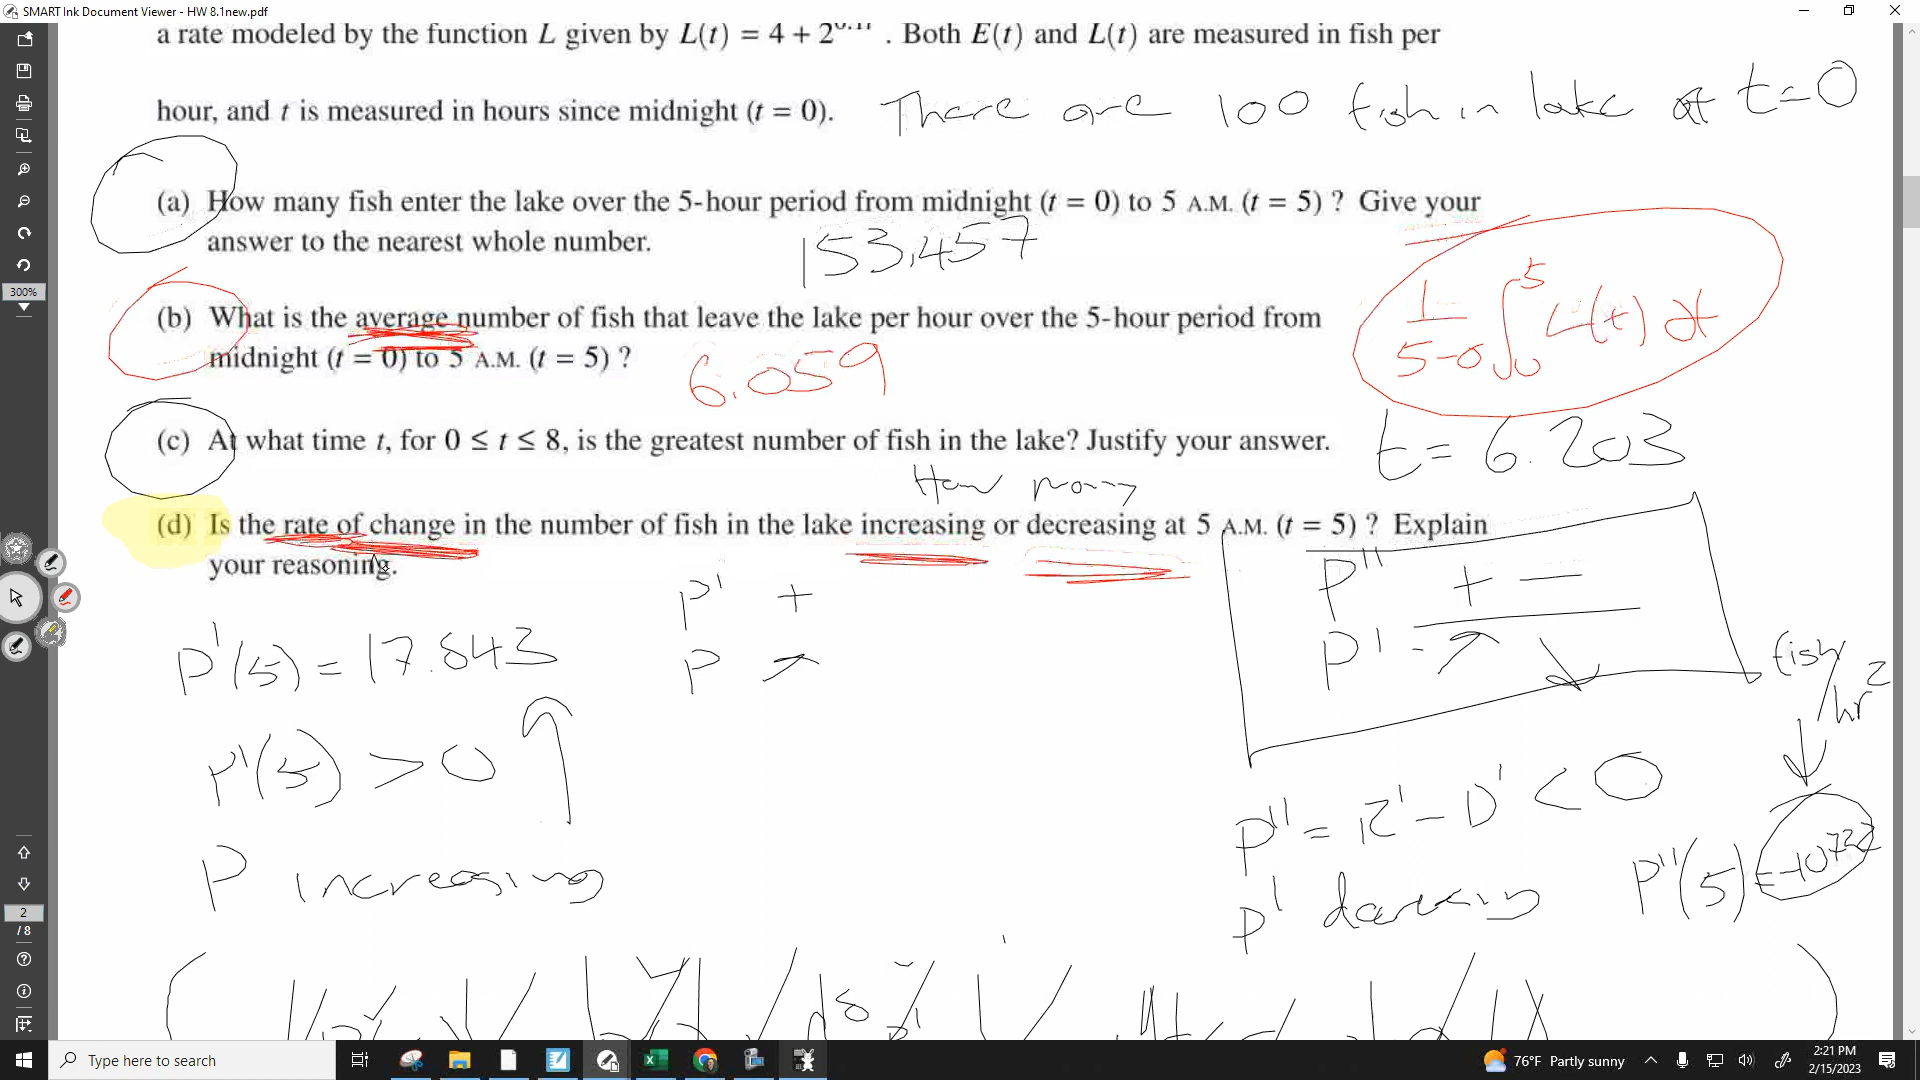 SMART Ink Document Viewer - HW 8.1new.pdf
a rate modeled by the function L given by L(t) = 4 + 2^0.1t² . Both E(t) and L(t) are measured in fish per
hour, and t is measured in hours since midnight (t = 0). There are 100 fish in lake at t=0
(a) How many fish enter the lake over the 5-hour period from midnight (t = 0) to 5 A.M. (t = 5) ? Give your
answer to the nearest whole number. 153.457
1/(5-0) ∫₀⁵ L(t) dt
(b) What is the average number of fish that leave the lake per hour over the 5-hour period from
midnight (t = 0) to 5 A.M. (t = 5) ? 6.059
(c) At what time t, for 0 ≤ t ≤ 8, is the greatest number of fish in the lake? Justify your answer. t = 6.203
How many
(d) Is the rate of change in the number of fish in the lake increasing or decreasing at 5 A.M. (t = 5) ? Explain
your reasoning.
P' +
P ↗
P'' + −
P' - ↗ ↘
P'(5) = 17.843
fish/hr²
P'(5) > 0
P increasing
P'' = R' − D' < 0
P''(5) = -10.722
P' decreasing
300%
2
/ 8
Type here to search
76°F Partly sunny
2:21 PM
2/15/2023